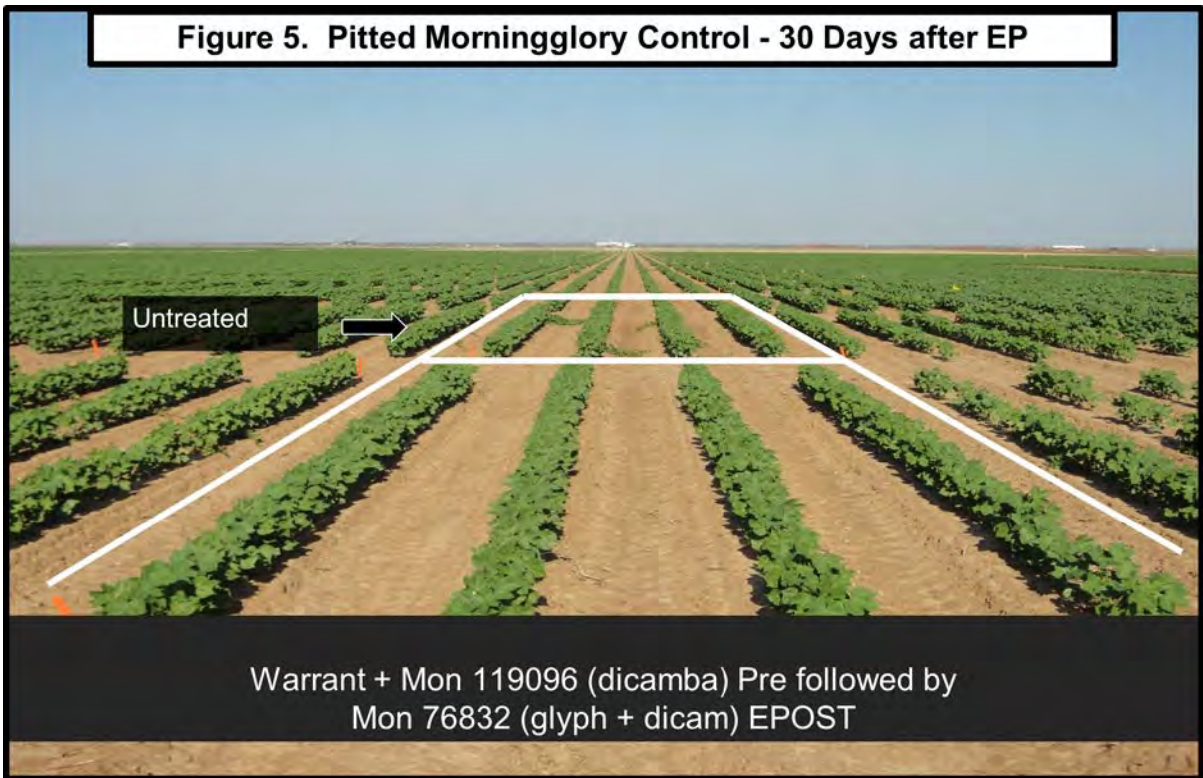 Figure 5. Pitted Morningglory Control - 30 Days after EP
Untreated
Warrant + Mon 119096 (dicamba) Pre followed by
Mon 76832 (glyph + dicam) EPOST